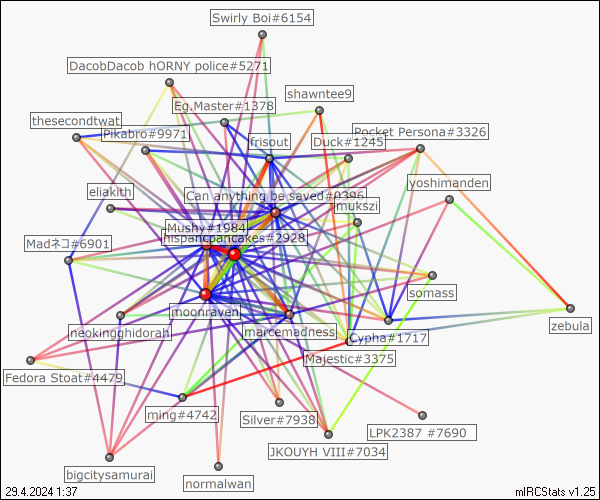 Swirly Boi#6154
DacobDacob hORNY police#5271
shawntee9
Eg.Master#1378
thesecondtwat
Pikabro#9971
frisout
Duck#1245
Pocket Persona#3326
yoshimanden
eliakith
Can anything be saved#0396
mukszi
Mushy#1984
hispancpancakes#2928
Madネコ#6901
somass
moonraven
zebula
neokingghidorah
marcemadness
Cypha#1717
Majestic#3375
Fedora Stoat#4479
ming#4742
Silver#7938
LPK2387 #7690
JKOUYH VIII#7034
bigcitysamurai
normalwan
29.4.2024 1:37
mIRCStats v1.25